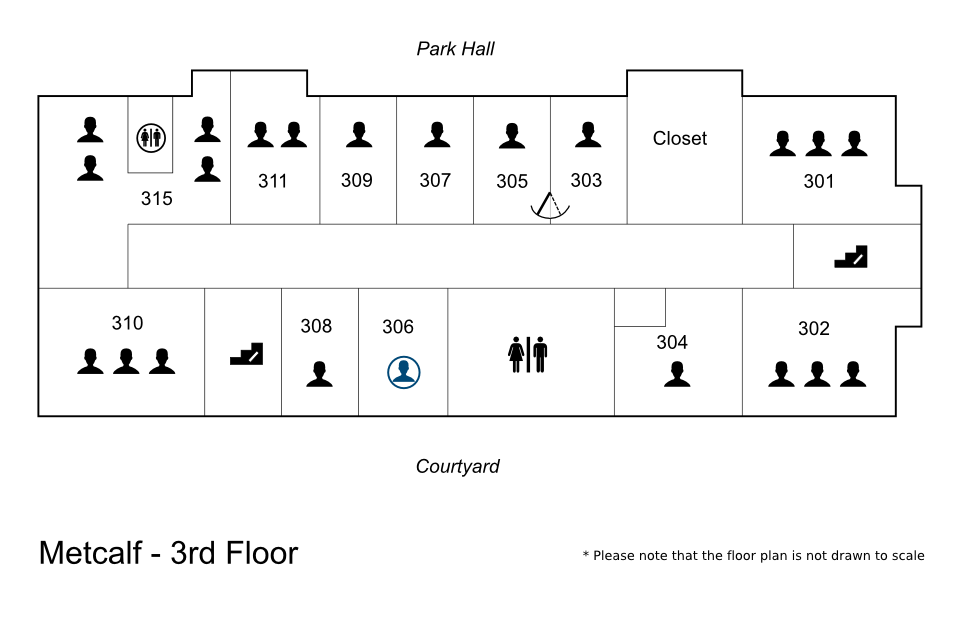 Park Hall
Closet
315
311
309
307
305
303
301
310
308
306
304
302
Courtyard
Metcalf - 3rd Floor
* Please note that the floor plan is not drawn to scale